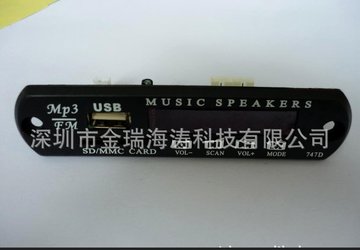 Mp3
FM
USB
MUSIC SPEAKERS
深圳市金瑞海涛科技有限公司
SD/MMC CARD
VOL-
SCAN
VOL+
MODE
747D